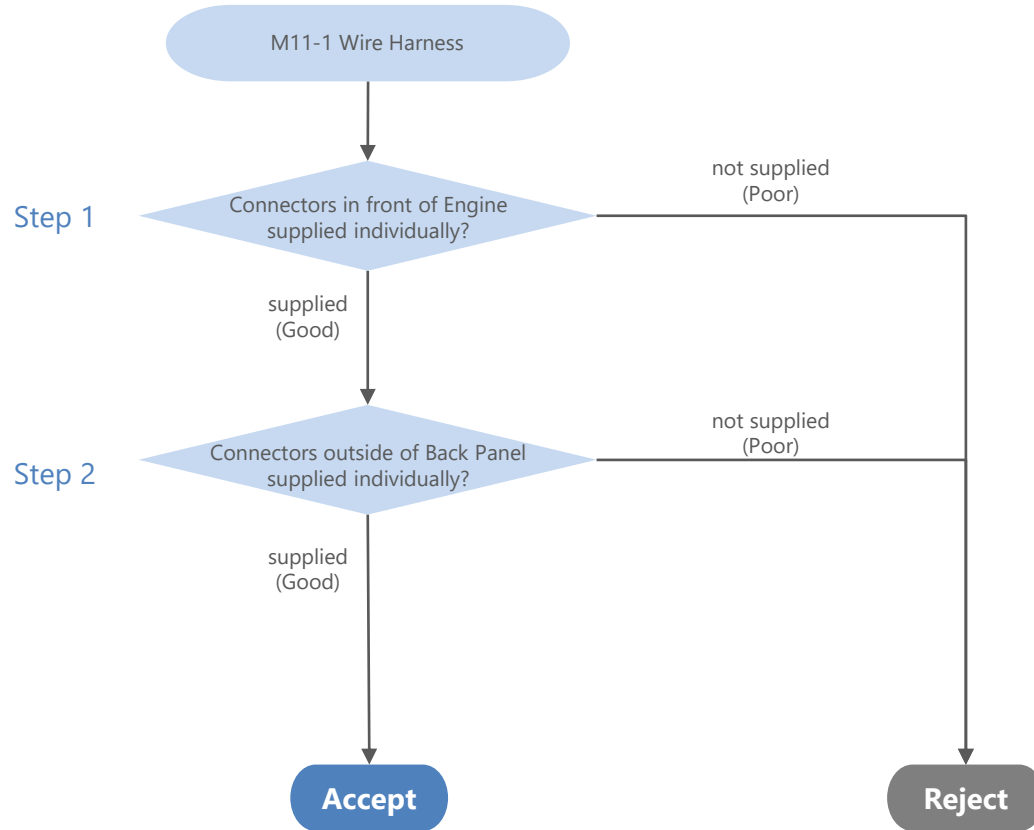 M11-1 Wire Harness
Step 1
Connectors in front of Engine
supplied individually?
not supplied
(Poor)
supplied
(Good)
Step 2
Connectors outside of Back Panel
supplied individually?
not supplied
(Poor)
supplied
(Good)
Accept
Reject